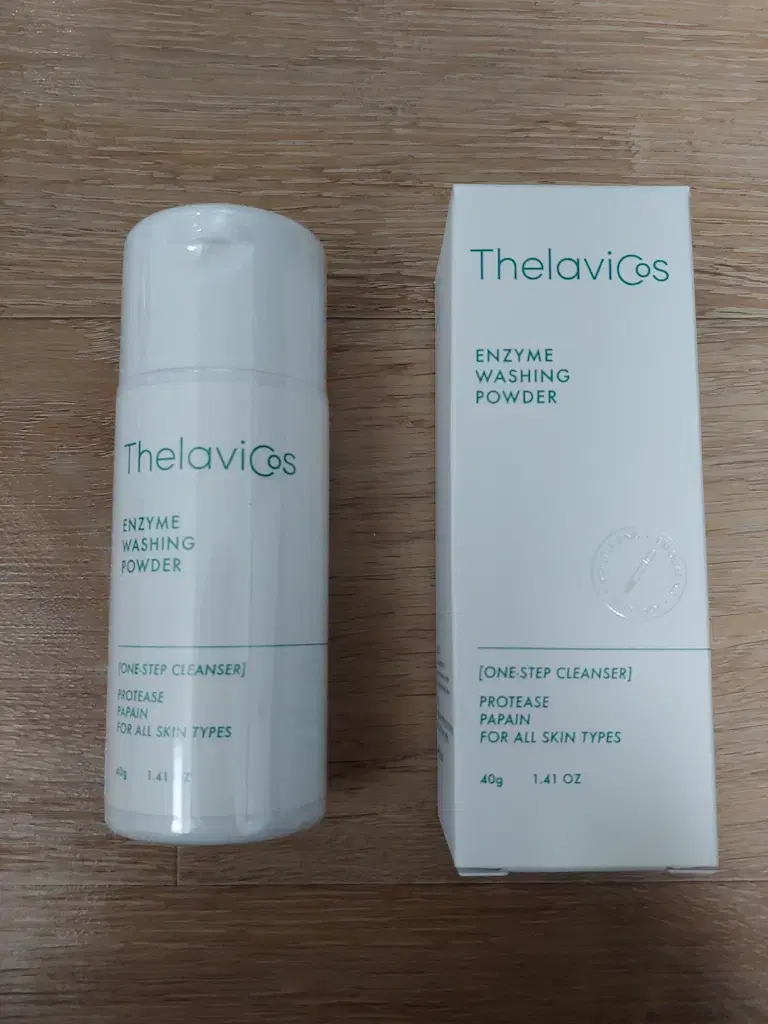 ThelaviCos
ENZYME
WASHING
POWDER
[ONE-STEP CLEANSER]
PROTEASE
PAPAIN
FOR ALL SKIN TYPES
40g 1.41 OZ
ThelaviCos
ENZYME
WASHING
POWDER
[ONE-STEP CLEANSER]
PROTEASE
PAPAIN
FOR ALL SKIN TYPES
40g 1.41 OZ